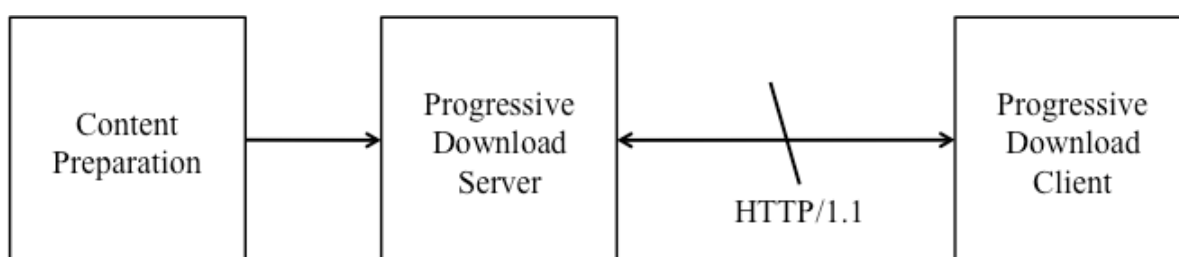 Content
Preparation
Progressive
Download
Server
HTTP/1.1
Progressive
Download
Client